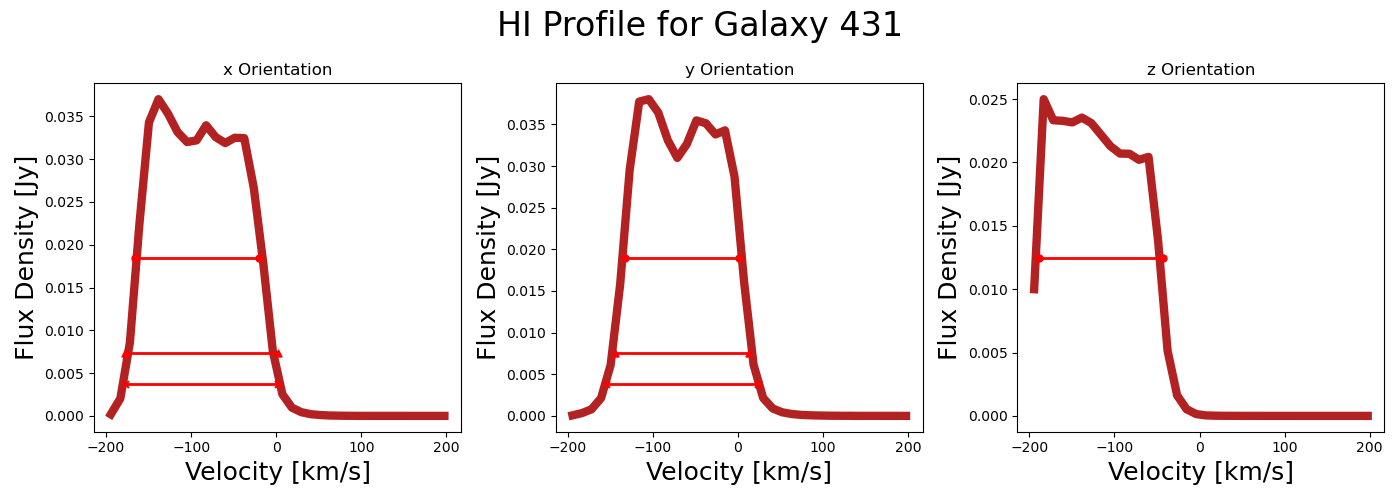 HI Profile for Galaxy 431
x Orientation
Flux Density [Jy]
0.035
0.030
0.025
0.020
0.015
0.010
0.005
0.000
−200 −100 0 100 200
Velocity [km/s]
y Orientation
Flux Density [Jy]
0.035
0.030
0.025
0.020
0.015
0.010
0.005
0.000
−200 −100 0 100 200
Velocity [km/s]
z Orientation
Flux Density [Jy]
0.025
0.020
0.015
0.010
0.005
0.000
−200 −100 0 100 200
Velocity [km/s]